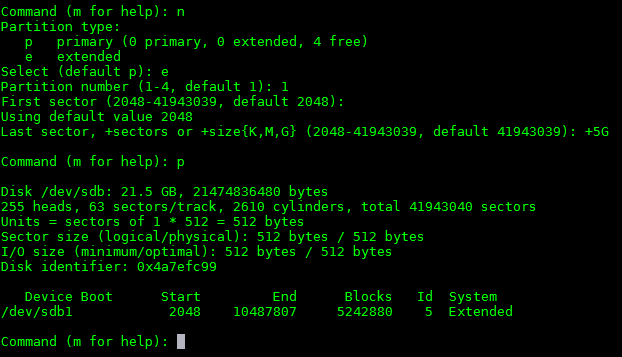 Command (m for help): n
Partition type:
   p   primary (0 primary, 0 extended, 4 free)
   e   extended
Select (default p): e
Partition number (1-4, default 1): 1
First sector (2048-41943039, default 2048):
Using default value 2048
Last sector, +sectors or +size{K,M,G} (2048-41943039, default 41943039): +5G
Command (m for help): p
Disk /dev/sdb: 21.5 GB, 21474836480 bytes
255 heads, 63 sectors/track, 2610 cylinders, total 41943040 sectors
Units = sectors of 1 * 512 = 512 bytes
Sector size (logical/physical): 512 bytes / 512 bytes
I/O size (minimum/optimal): 512 bytes / 512 bytes
Disk identifier: 0x4a7efc99
   Device Boot      Start         End      Blocks   Id  System
/dev/sdb1            2048    10487807     5242880    5  Extended
Command (m for help):